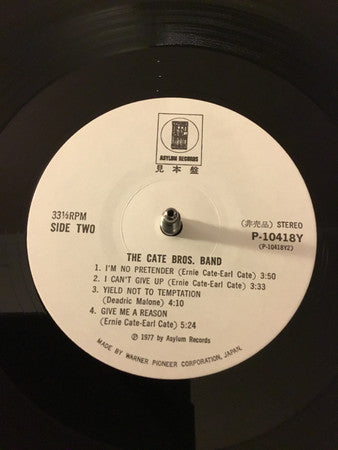 ASYLUM RECORDS
見本盤
33⅓RPM
SIDE TWO
(非売品) STEREO
P-10418Y
(P-10418Y2)
THE CATE BROS. BAND
1. I'M NO PRETENDER (Ernie Cate-Earl Cate) 3:50
2. I CAN'T GIVE UP (Ernie Cate-Earl Cate) 3:33
3. YIELD NOT TO TEMPTATION
(Deadric Malone) 4:10
4. GIVE ME A REASON
(Ernie Cate-Earl Cate) 5:24
℗ 1977 by Asylum Records
MADE BY WARNER PIONEER CORPORATION, JAPAN.